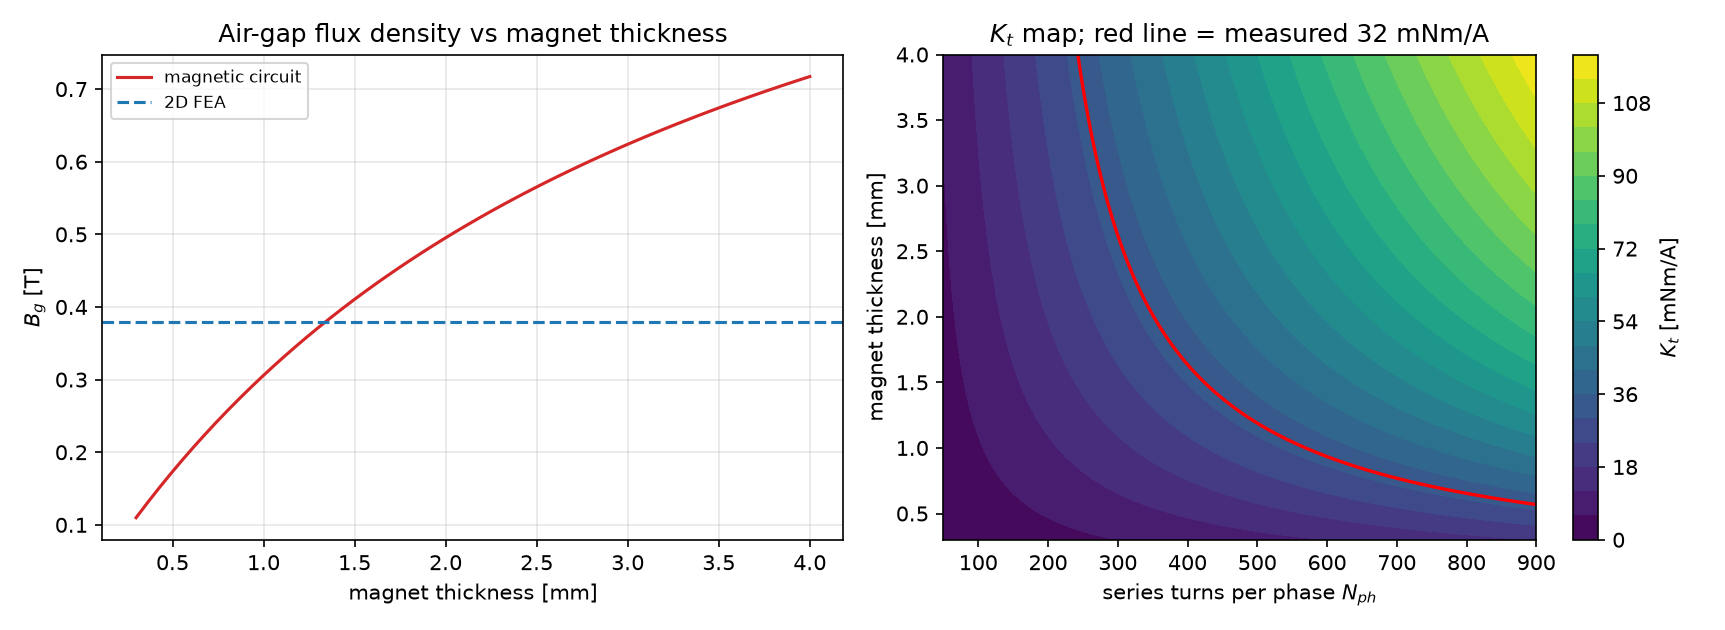 Air-gap flux density vs magnet thickness
magnetic circuit
2D FEA
0.7
0.6
0.5
0.4
0.3
0.2
0.1
B_g [T]
0.5 1.0 1.5 2.0 2.5 3.0 3.5 4.0
magnet thickness [mm]
K_t map; red line = measured 32 mNm/A
4.0
3.5
3.0
2.5
2.0
1.5
1.0
0.5
magnet thickness [mm]
100 200 300 400 500 600 700 800 900
series turns per phase N_ph
108
90
72
54
36
18
0
K_t [mNm/A]